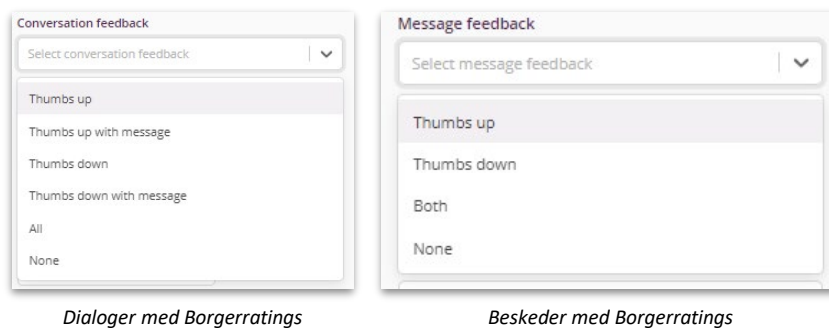 Conversation feedback
Select conversation feedback
Thumbs up
Thumbs up with message
Thumbs down
Thumbs down with message
All
None
Dialoger med Borgerratings
Message feedback
Select message feedback
Thumbs up
Thumbs down
Both
None
Beskeder med Borgerratings